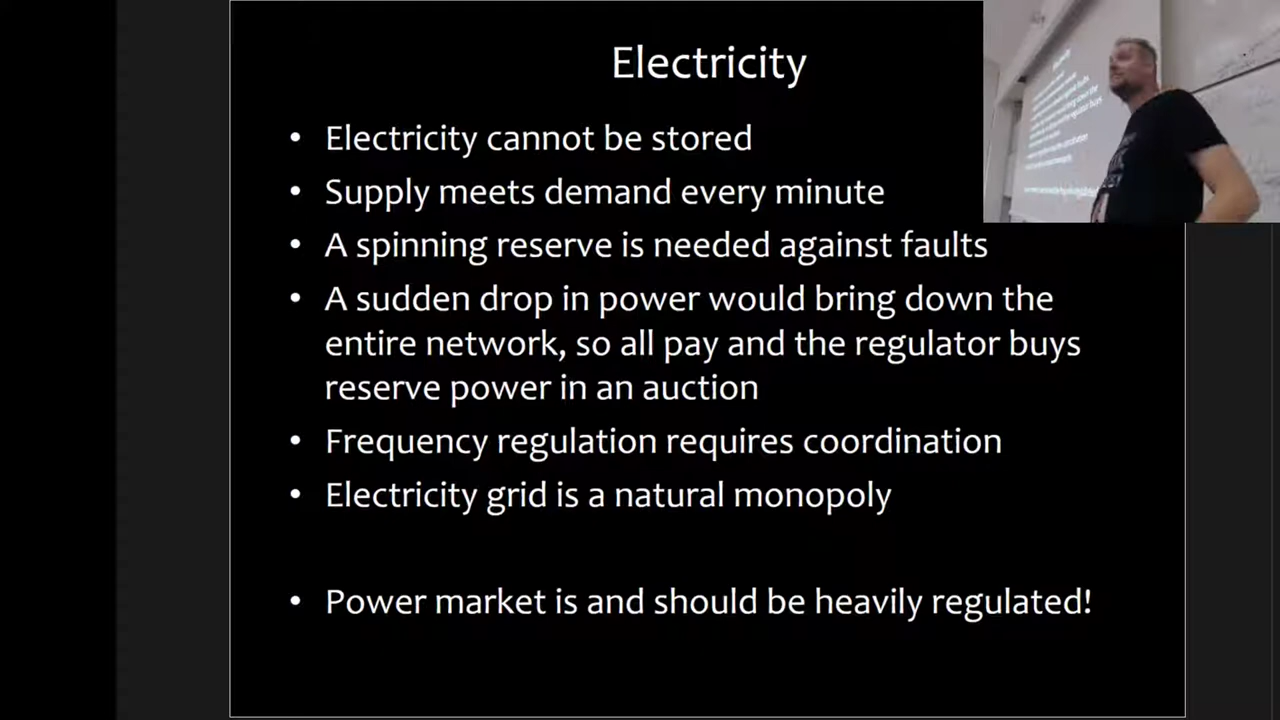 Electricity
• Electricity cannot be stored
• Supply meets demand every minute
• A spinning reserve is needed against faults
• A sudden drop in power would bring down the
entire network, so all pay and the regulator buys
reserve power in an auction
• Frequency regulation requires coordination
• Electricity grid is a natural monopoly
• Power market is and should be heavily regulated!